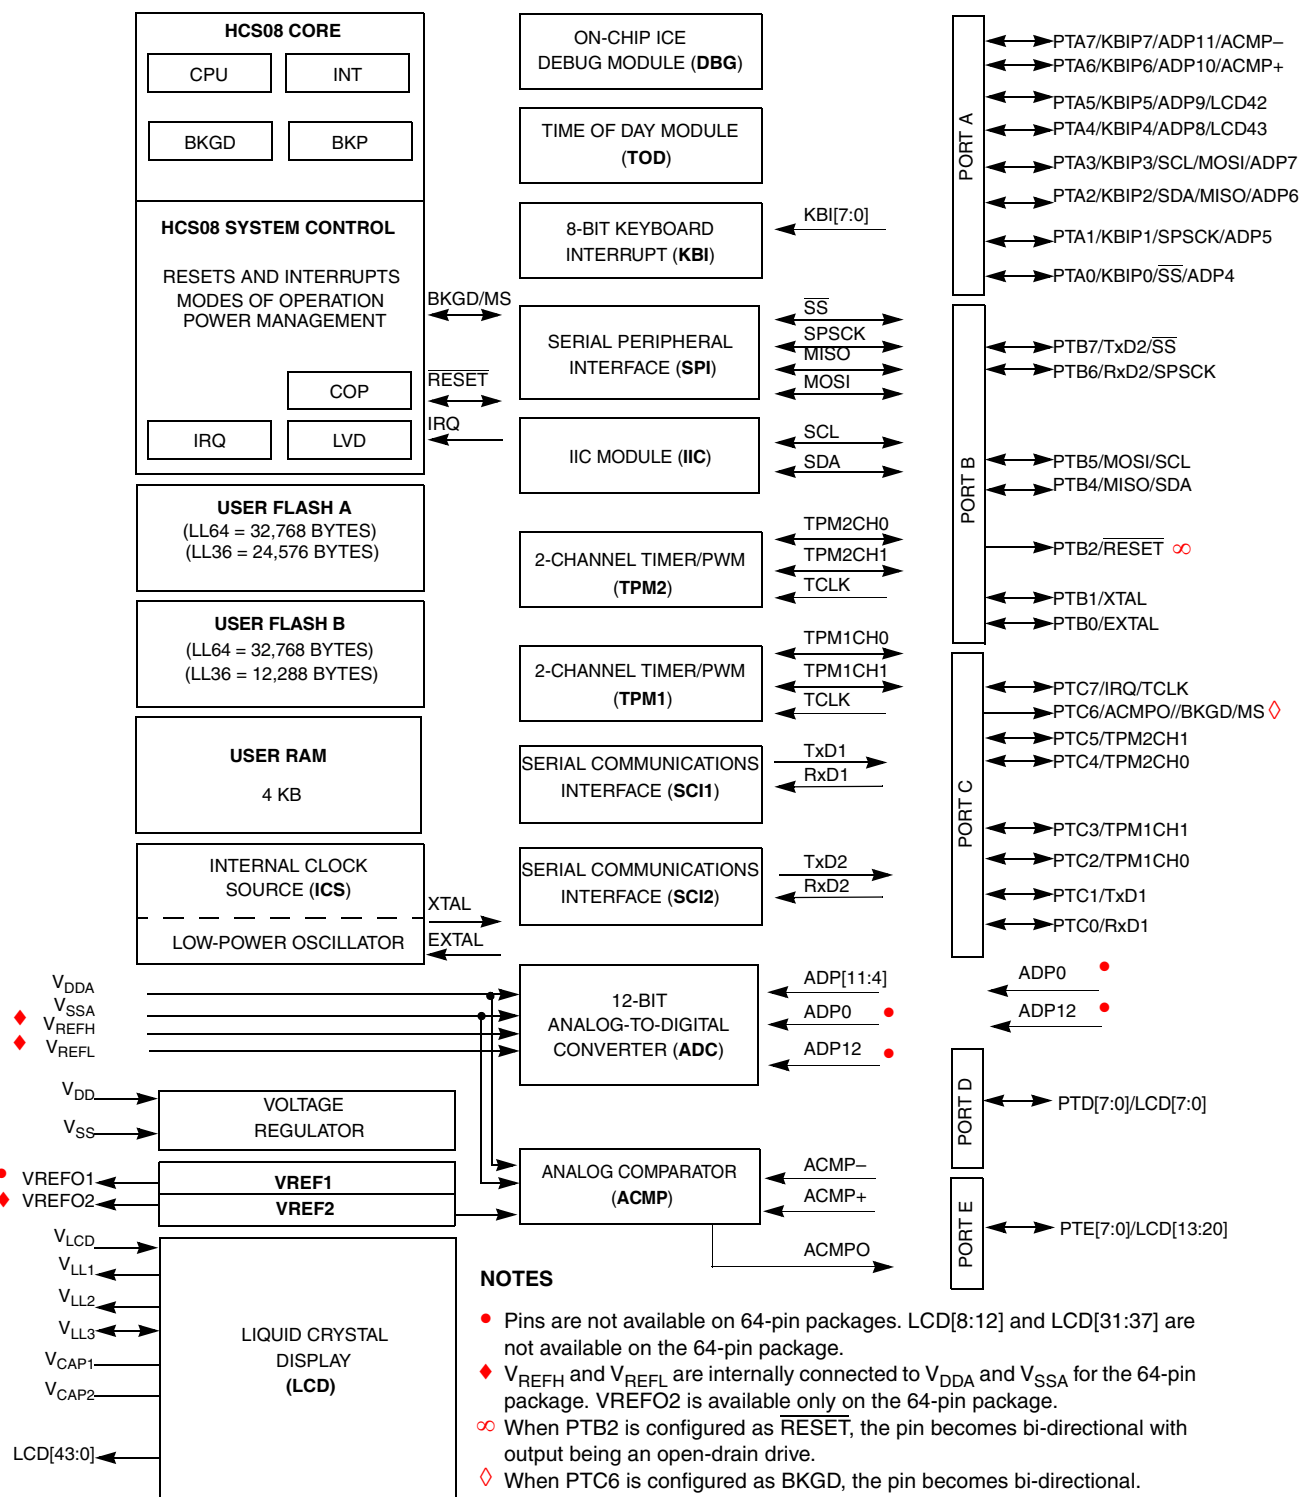 HCS08 CORE
CPU
INT
BKGD
BKP
HCS08 SYSTEM CONTROL
RESETS AND INTERRUPTS
MODES OF OPERATION
POWER MANAGEMENT
COP
IRQ
LVD
BKGD/MS
RESET
IRQ
USER FLASH A
(LL64 = 32,768 BYTES)
(LL36 = 24,576 BYTES)
USER FLASH B
(LL64 = 32,768 BYTES)
(LL36 = 12,288 BYTES)
USER RAM
4 KB
INTERNAL CLOCK
SOURCE (ICS)
LOW-POWER OSCILLATOR
XTAL
EXTAL
VDDA
VSSA
♦ VREFH
♦ VREFL
VDD
VSS
VOLTAGE
REGULATOR
• VREFO1
♦ VREFO2
VREF1
VREF2
VLCD
VLL1
VLL2
VLL3
VCAP1
VCAP2
LCD[43:0]
LIQUID CRYSTAL
DISPLAY
(LCD)
ON-CHIP ICE
DEBUG MODULE (DBG)
TIME OF DAY MODULE
(TOD)
8-BIT KEYBOARD
INTERRUPT (KBI)
KBI[7:0]
SERIAL PERIPHERAL
INTERFACE (SPI)
SS
SPSCK
MISO
MOSI
IIC MODULE (IIC)
SCL
SDA
2-CHANNEL TIMER/PWM
(TPM2)
TPM2CH0
TPM2CH1
TCLK
2-CHANNEL TIMER/PWM
(TPM1)
TPM1CH0
TPM1CH1
TCLK
SERIAL COMMUNICATIONS
INTERFACE (SCI1)
TxD1
RxD1
SERIAL COMMUNICATIONS
INTERFACE (SCI2)
TxD2
RxD2
12-BIT
ANALOG-TO-DIGITAL
CONVERTER (ADC)
ADP[11:4]
ADP0 •
ADP12 •
ANALOG COMPARATOR
(ACMP)
ACMP–
ACMP+
ACMPO
PORT A
PTA7/KBIP7/ADP11/ACMP–
PTA6/KBIP6/ADP10/ACMP+
PTA5/KBIP5/ADP9/LCD42
PTA4/KBIP4/ADP8/LCD43
PTA3/KBIP3/SCL/MOSI/ADP7
PTA2/KBIP2/SDA/MISO/ADP6
PTA1/KBIP1/SPSCK/ADP5
PTA0/KBIP0/SS/ADP4
PORT B
PTB7/TxD2/SS
PTB6/RxD2/SPSCK
PTB5/MOSI/SCL
PTB4/MISO/SDA
PTB2/RESET ∞
PTB1/XTAL
PTB0/EXTAL
PORT C
PTC7/IRQ/TCLK
PTC6/ACMPO//BKGD/MS ◊
PTC5/TPM2CH1
PTC4/TPM2CH0
PTC3/TPM1CH1
PTC2/TPM1CH0
PTC1/TxD1
PTC0/RxD1
ADP0 •
ADP12 •
PORT D
PTD[7:0]/LCD[7:0]
PORT E
PTE[7:0]/LCD[13:20]
NOTES
• Pins are not available on 64-pin packages. LCD[8:12] and LCD[31:37] are
not available on the 64-pin package.
♦ VREFH and VREFL are internally connected to VDDA and VSSA for the 64-pin
package. VREFO2 is available only on the 64-pin package.
∞ When PTB2 is configured as RESET, the pin becomes bi-directional with
output being an open-drain drive.
◊ When PTC6 is configured as BKGD, the pin becomes bi-directional.